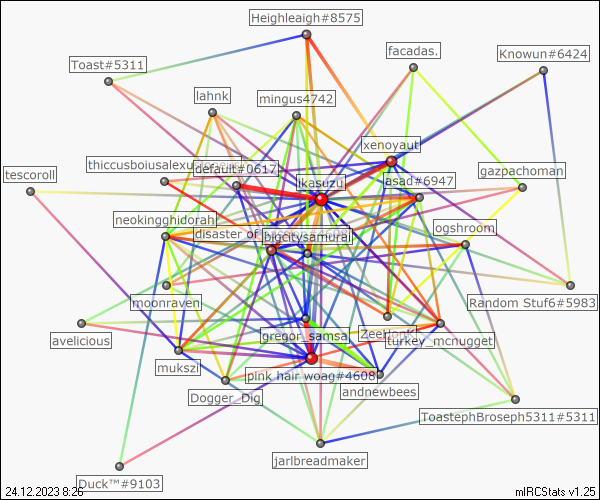 Heighleaigh#8575
facadas.
Knowun#6424
Toast#5311
lahnk
mingus4742
xenoyaut
thiccusboiusalexu
default#0617
tescoroll
lkasuzu
asad#6947
gazpachoman
neokingghidorah
disaster of
bigcitysamurai
ogshroom
moonraven
Random Stuf6#5983
avelicious
gregor_samsa
ZeeHonk
turkey_mcnugget
mukszi
pink hair woag#4608
andnewbees
Dogger_Dig
ToastephBroseph5311#5311
jarlbreadmaker
Duck™#9103
24.12.2023 8:26
mIRCStats v1.25